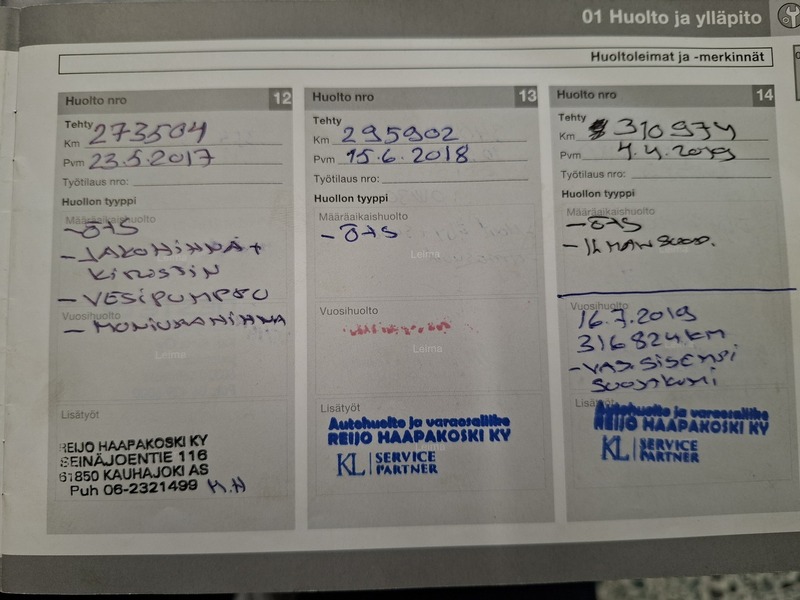 01 Huolto ja ylläpito
Huoltoleimat ja -merkinnät
Huolto nro 12
Tehty
Km 273504
Pvm 23.5.2017
Työtilaus nro:
Huollon tyyppi
Määräaikaishuolto
- ÖTS
- JAKOHIHNA +
KIRISTIN
- VESIPUMPPU
Vuosihuolto
- MONIURAHIHNA
Leima
Lisätyöt
REIJO HAAPAKOSKI KY
SEINÄJOENTIE 116
61850 KAUHAJOKI AS
Puh 06-2321499 M.H
Huolto nro 13
Tehty
Km 295902
Pvm 15.6.2018
Työtilaus nro:
Huollon tyyppi
Määräaikaishuolto
- ÖTS
Leima
Vuosihuolto
Leima
Lisätyöt
Autohuolto ja varaosaliike
REIJO HAAPAKOSKI KY
KL SERVICE
PARTNER
Huolto nro 14
Tehty
Km 310974
Pvm 4.4.2019
Työtilaus nro:
Huollon tyyppi
Määräaikaishuolto
- ÖTS
- ILMANSUOD.
Vuosihuolto
16.7.2019
316824KM
- VAS.SISEMPI
SUOJAKUMI
Lisätyöt
Autohuolto ja varaosaliike
REIJO HAAPAKOSKI KY
KL SERVICE
PARTNER